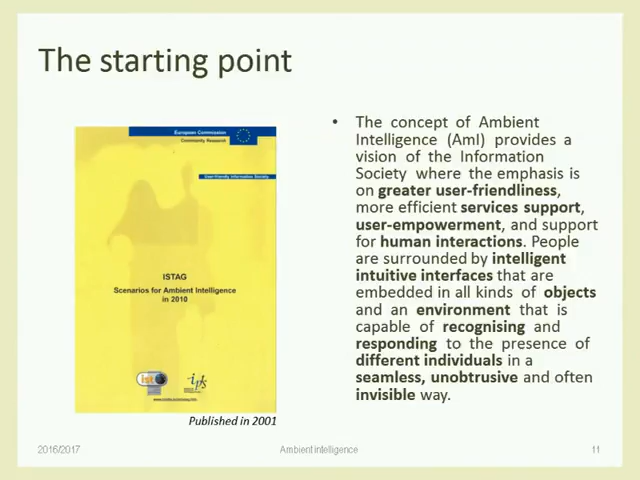 The starting point
European Commission
Community Research
User-friendly Information Society
ISTAG
Scenarios for Ambient Intelligence
in 2010
ist
ipts
Published in 2001
• The concept of Ambient
Intelligence (AmI) provides a
vision of the Information
Society where the emphasis is
on greater user-friendliness,
more efficient services support,
user-empowerment, and support
for human interactions. People
are surrounded by intelligent
intuitive interfaces that are
embedded in all kinds of objects
and an environment that is
capable of recognising and
responding to the presence of
different individuals in a
seamless, unobtrusive and often
invisible way.
2016/2017
Ambient intelligence
11